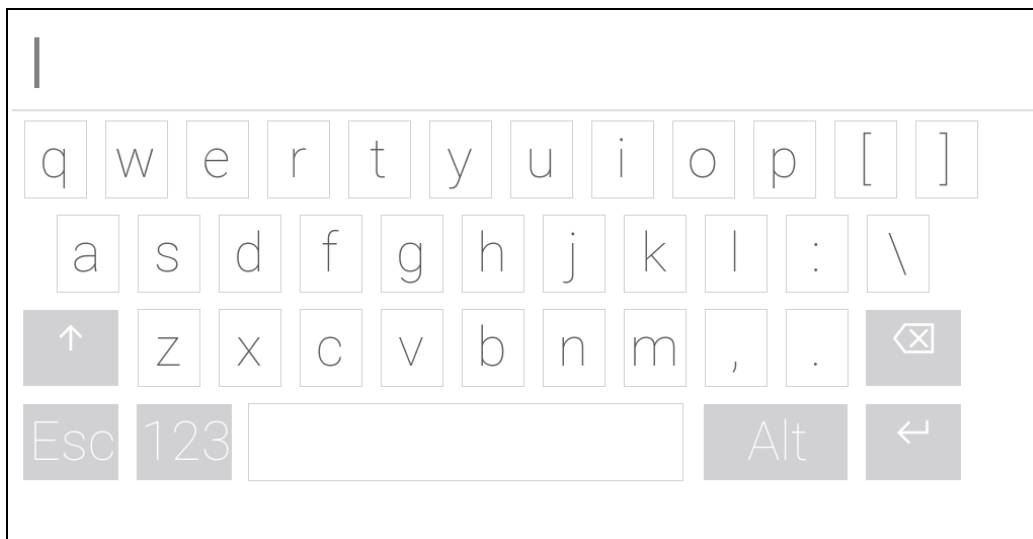 q w e r t y u i o p [ ]
a s d f g h j k l : \
↑ z x c v b n m , . ⌫
Esc 123 Alt ↵